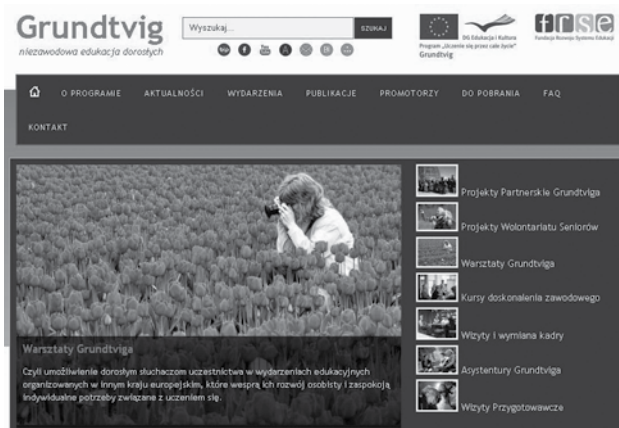 Grundtvig
niezawodowa edukacja dorosłych
Wyszukaj...
SZUKAJ
DG Edukacja i Kultura
Program „Uczenie się przez całe życie”
Grundtvig
frse
Fundacja Rozwoju Systemu Edukacji
O PROGRAMIE AKTUALNOŚCI WYDARZENIA PUBLIKACJE PROMOTORZY DO POBRANIA FAQ
KONTAKT
Warsztaty Grundtviga
Czyli umożliwienie dorosłym słuchaczom uczestnictwa w wydarzeniach edukacyjnych
organizowanych w innym kraju europejskim, które wesprą ich rozwój osobisty i zaspokoją
indywidualne potrzeby związane z uczeniem się.
Projekty Partnerskie Grundtviga
Projekty Wolontariatu Seniorów
Warsztaty Grundtviga
Kursy doskonalenia zawodowego
Wizyty i wymiana kadry
Asystentury Grundtviga
Wizyty Przygotowawcze